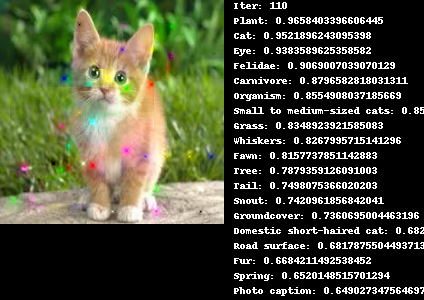 Iter: 110
Plant: 0.9658403396606445
Cat: 0.9521896243095398
Eye: 0.9383589625358582
Felidae: 0.9069007039070129
Carnivore: 0.8796582818031311
Organism: 0.8554908037185669
Small to medium-sized cats: 0.85
Grass: 0.8348923921585083
Whiskers: 0.8267995715141296
Fawn: 0.8157737851142883
Tree: 0.7879359126091003
Tail: 0.7498075366020203
Snout: 0.7420961856842041
Groundcover: 0.7360695004463196
Domestic short-haired cat: 0.682
Road surface: 0.6817875504493713
Fur: 0.6684211492538452
Spring: 0.6520148515701294
Photo caption: 0.6490273475646973